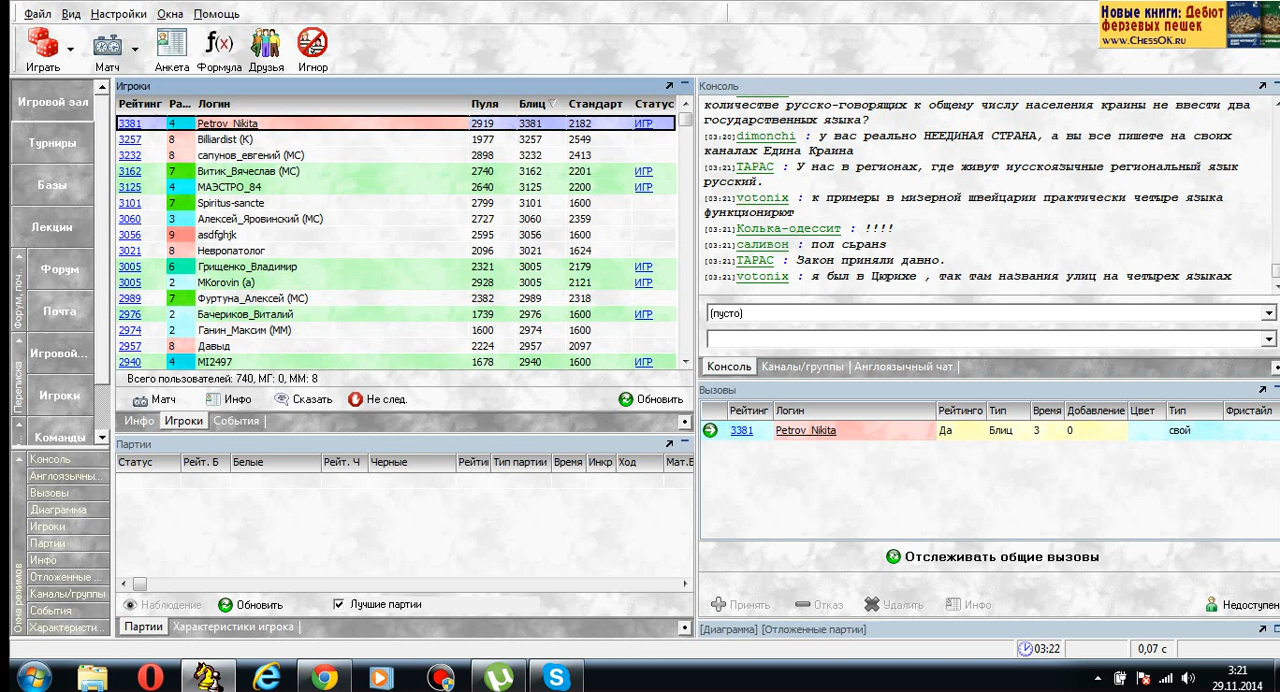 Файл Вид Настройки Окна Помощь
Новые книги: Дебют
ферзевых пешек
www.ChessOK.ru
Играть Матч Анкета Формула Друзья Игнор
Игровой зал
Турниры
Базы
Лекции
Форум
Почта
Игровой...
Игроки
Команды
Форум, поч...
Переписка
Консоль
Англоязычны...
Вызовы
Диаграмма
Игроки
Партии
Инфо
Отложенные ...
Каналы/группы
События
Характеристи...
Окна режимов
Игроки
Рейтинг Ра... Логин Пуля Блиц Стандарт Статус
3381 4 Petrov_Nikita 2919 3381 2182 ИГР
3257 8 Billiardist (K) 1977 3257 2549
3232 8 сапунов_евгений (МС) 2898 3232 2413
3162 7 Витик_Вячеслав (МС) 2740 3162 2201 ИГР
3125 4 МАЭСТРО_84 2640 3125 2200 ИГР
3101 7 Spiritus-sancte 2799 3101 1600
3060 3 Алексей_Яровинский (МС) 2727 3060 2359
3056 9 asdfghjk 2595 3056 1600
3021 8 Невропатолог 2096 3021 1624
3005 6 Грищенко_Владимир 2321 3005 2179 ИГР
3005 2 MKorovin (a) 2928 3005 2121 ИГР
2989 7 Фуртуна_Алексей (МС) 2382 2989 2318
2976 2 Бачериков_Виталий 1739 2976 1600 ИГР
2974 2 Ганин_Максим (ММ) 1600 2974 1600
2957 8 Давыд 2224 2957 2097
2940 4 MI2497 1678 2940 1600 ИГР
Всего пользователей: 740, МГ: 0, ММ: 8
Матч Инфо Сказать Не след. Обновить
Инфо Игроки События
Партии
Статус Рейт. Б Белые Рейт. Ч Черные Рейти Тип партии Время Инкр Ход Мат.Б
Наблюдение Обновить Лучшие партии
Партии Характеристики игрока
Консоль
количестве русско-говорящих к общему числу населения краины не ввести два
государственных языка?
[03:20]dimonchi : у вас реально НЕЕДИНАЯ СТРАНА, а вы все пишете на своих
каналах Едина Краина
[03:21]ТАРАС : У нас в регионах, где живут иусскоязычные региональный язык
русский.
[03:21]votonix : к примеры в мизерной швейцарии практически четыре языка
функционирют
[03:21]Колька-одессит : !!!!
[03:21]саливон : пол сьранs
[03:21]ТАРАС : Закон приняли давно.
[03:21]votonix : я был в Цюрихе , так там названия улиц на четырех языках
(пусто)
Консоль Каналы/группы Англоязычный чат
Вызовы
Рейтинг Логин Рейтинго Тип Время Добавление Цвет Тип Фристайл
3381 Petrov_Nikita Да Блиц 3 0 свой
Отслеживать общие вызовы
Принять Отказ Удалить Инфо Недоступен
[Диаграмма] [Отложенные партии]
03:22 0,07 с
3:21
29.11.2014